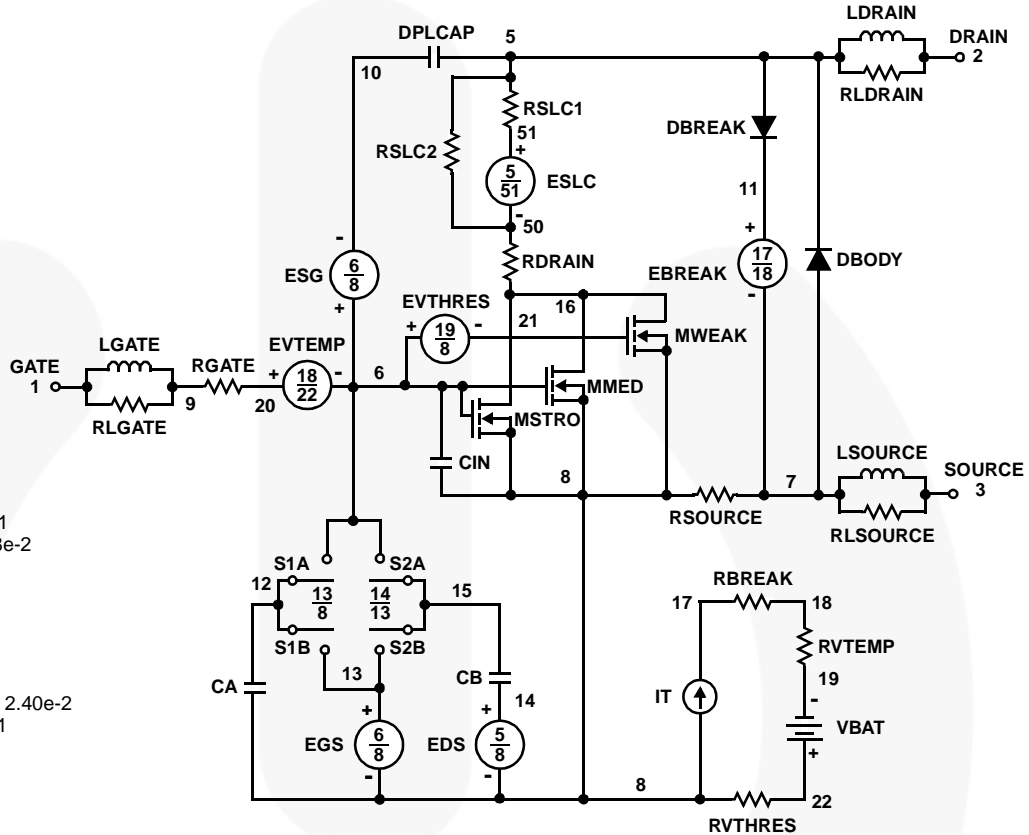 LDRAIN
DPLCAP
5
DRAIN
2
10
RLDRAIN
RSLC1
51
DBREAK
RSLC2
+
5
51
ESLC
-
50
11
+
17
18
EBREAK
-
DBODY
RDRAIN
-
ESG
6
8
+
EVTHRES
+
19
8
-
21
16
MWEAK
LGATE
GATE
1
RLGATE
9
RGATE
20
EVTEMP
+
18
22
-
6
MMED
MSTRO
CIN
8
RSOURCE
7
LSOURCE
SOURCE
3
RLSOURCE
1
e-2
S1A
S2A
12
13
8
14
13
15
S1B
S2B
13
CA
CB
14
+
EGS
6
8
-
+
EDS
5
8
-
RBREAK
17
18
RVTEMP
19
IT
-
VBAT
+
8
22
RVTHRES
2.40e-2
1